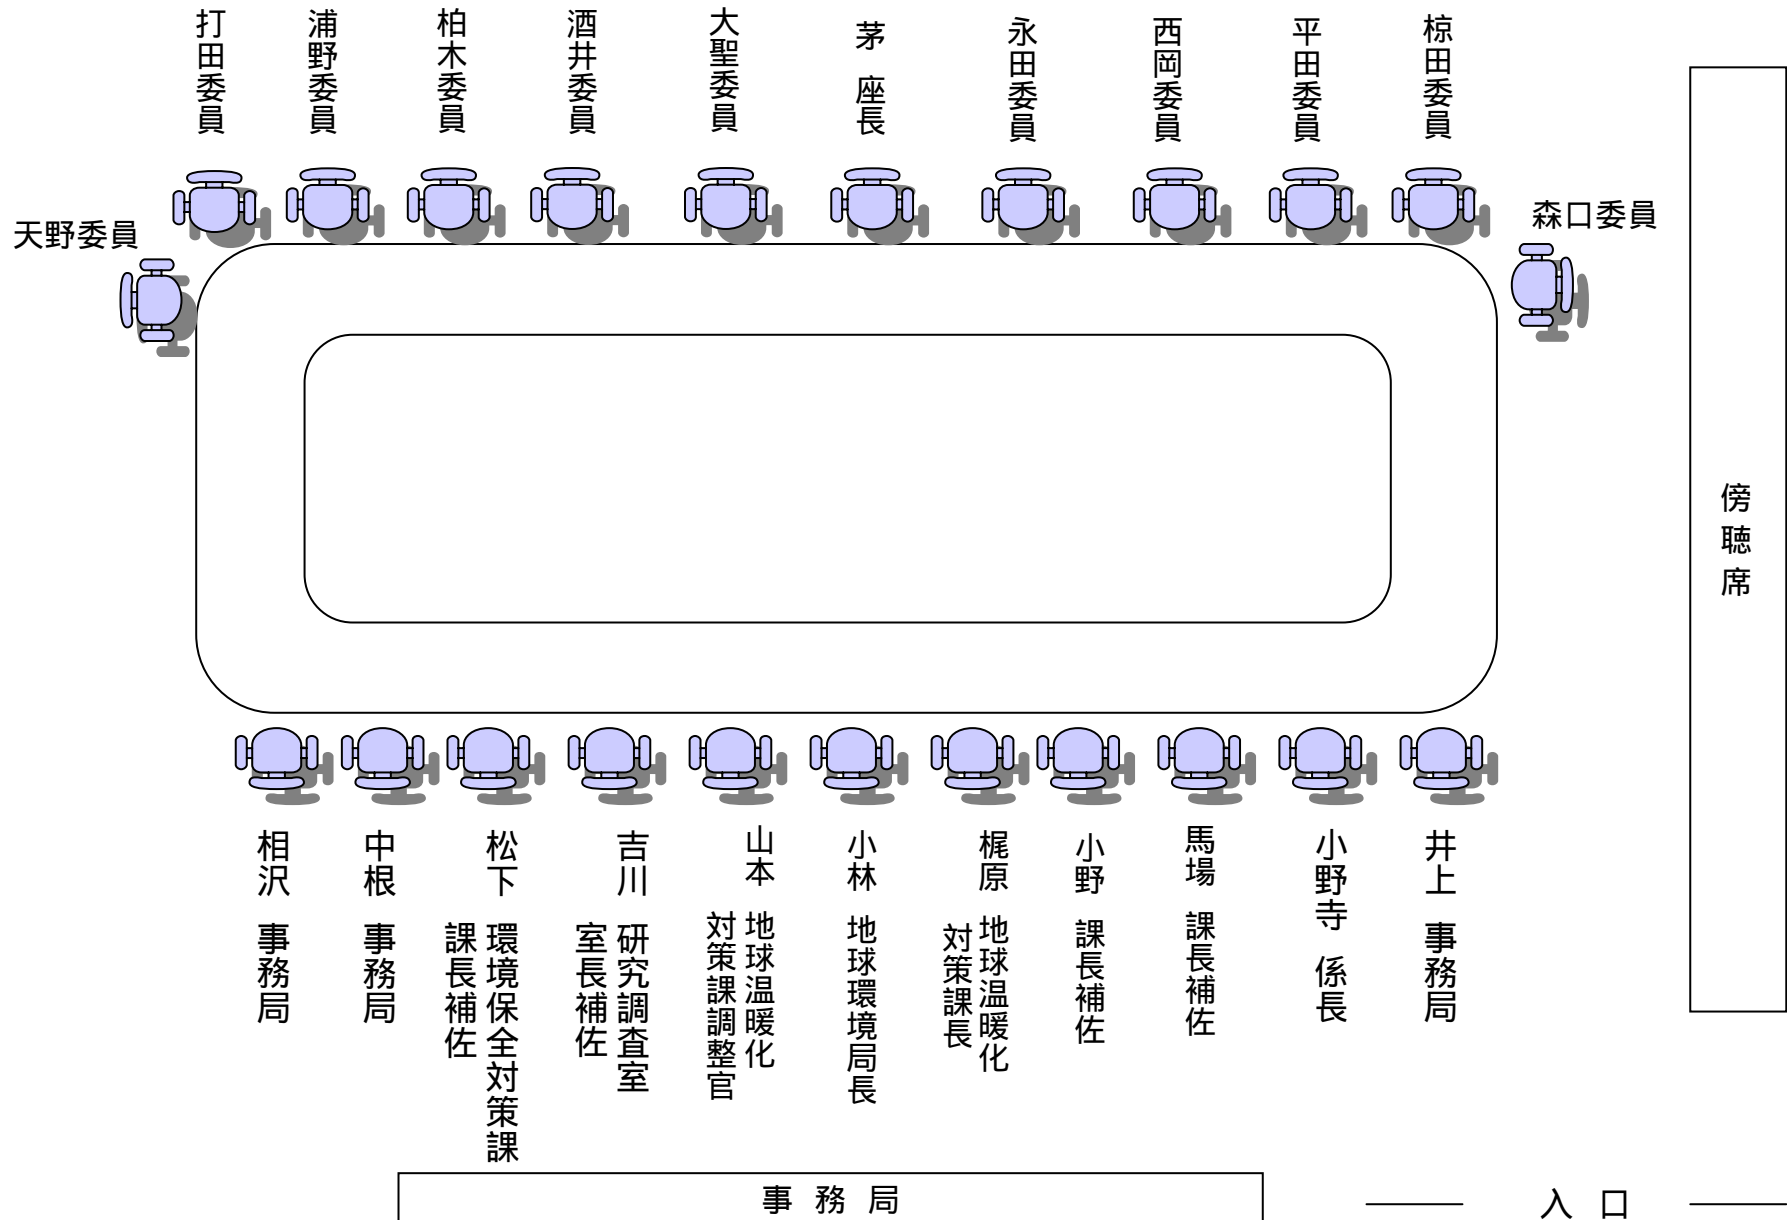 打田委員
浦野委員
柏木委員
酒井委員
大聖委員
茅 座長
永田委員
西岡委員
平田委員
椋田委員
天野委員
森口委員
傍聴席
相沢 事務局
中根 事務局
松下 環境保全対策課
課長補佐
吉川 研究調査室
室長補佐
山本 地球温暖化
対策課調整官
小林 地球環境局長
梶原 地球温暖化
対策課長
小野 課長補佐
馬場 課長補佐
小野寺 係長
井上 事務局
事務局
入口